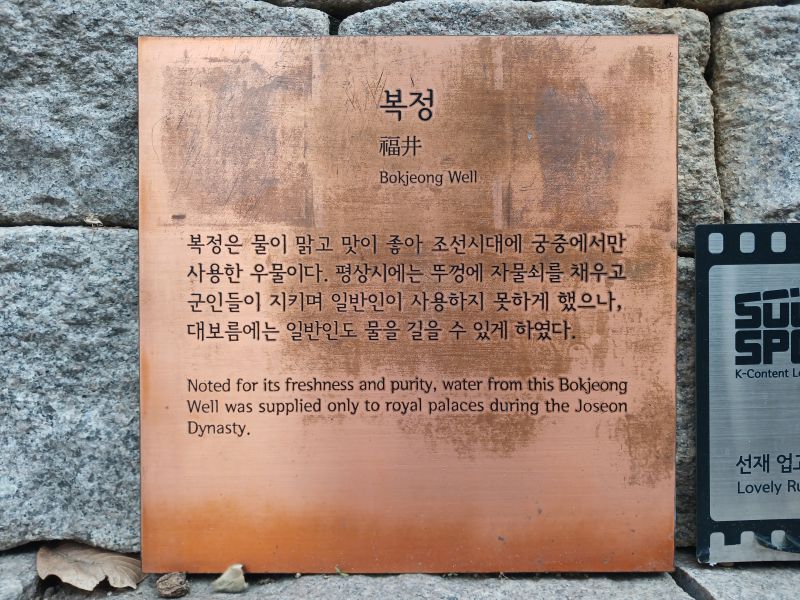 복정
福井
Bokjeong Well
복정은 물이 맑고 맛이 좋아 조선시대에 궁중에서만
사용한 우물이다. 평상시에는 뚜껑에 자물쇠를 채우고
군인들이 지키며 일반인이 사용하지 못하게 했으나,
대보름에는 일반인도 물을 길을 수 있게 하였다.
Noted for its freshness and purity, water from this Bokjeong
Well was supplied only to royal palaces during the Joseon
Dynasty.
K-Content
선재
Lovely